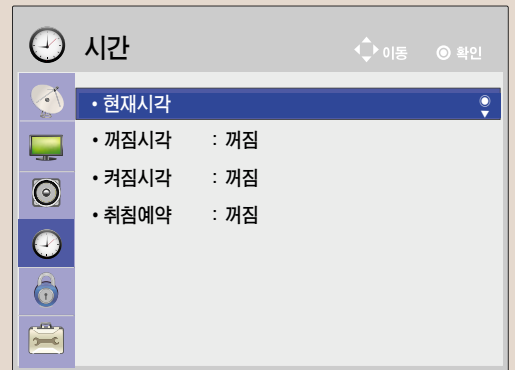 시간 이동 확인
• 현재시각
• 꺼짐시각 : 꺼짐
• 켜짐시각 : 꺼짐
• 취침예약 : 꺼짐